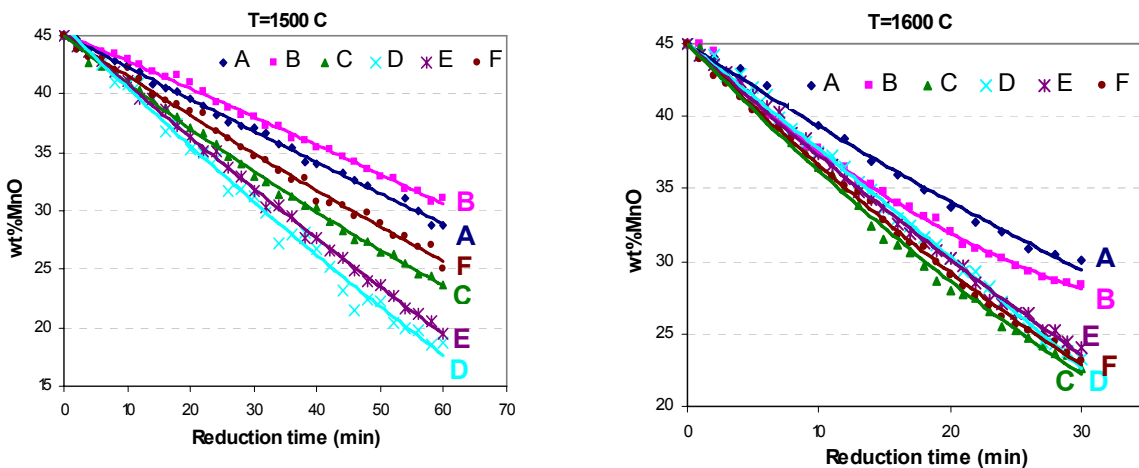 T=1500 C
45
40
35
30
25
20
15
wt%MnO
A B C D E F
B
A
F
C
E
D
0 10 20 30 40 50 60 70
Reduction time (min)
T=1600 C
45
40
35
30
25
20
wt%MnO
A B C D E F
A
B
E
F
C D
0 10 20 30
Reduction time (min)